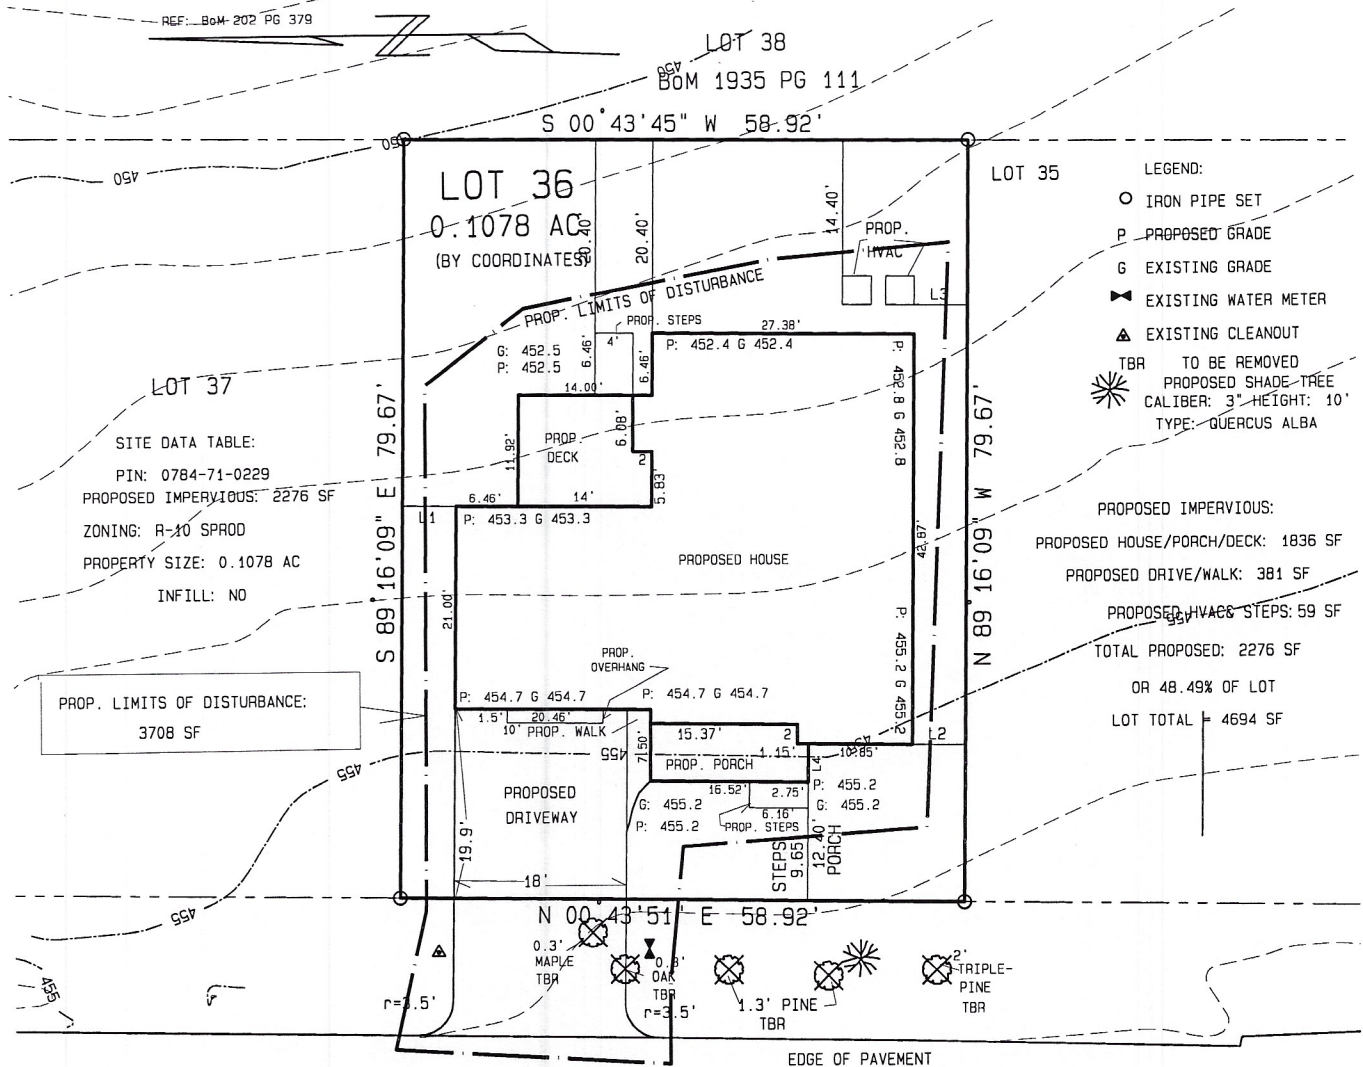 REF: BoM 202 PG 379
LOT 38
BoM 1935 PG 111
450
S 00°43'45" W 58.92'
450
450
LOT 36
0.1078 AC
(BY COORDINATES)
20.40'
20.40'
14.40'
PROP.
HVAC
L3
PROP. LIMITS OF DISTURBANCE
PROP. STEPS
4'
6.46'
6.46'
27.38'
G: 452.5
P: 452.5
P: 452.4 G 452.4
14.00'
P: 452.8 G 452.8
LOT 35
LEGEND:
IRON PIPE SET
P PROPOSED GRADE
G EXISTING GRADE
EXISTING WATER METER
EXISTING CLEANOUT
TBR TO BE REMOVED
PROPOSED SHADE TREE
CALIBER: 3" HEIGHT: 10'
TYPE: QUERCUS ALBA
LOT 37
SITE DATA TABLE:
PIN: 0784-71-0229
PROPOSED IMPERVIOUS: 2276 SF
ZONING: R-10 SPROD
PROPERTY SIZE: 0.1078 AC
INFILL: NO
S 89°16'09" E 79.67'
N 89°16'09" W 79.67'
11.92'
PROP.
DECK
6.08'
2
5.83'
6.46'
14'
L1
P: 453.3 G 453.3
PROPOSED HOUSE
42.87'
21.00'
PROPOSED IMPERVIOUS:
PROPOSED HOUSE/PORCH/DECK: 1836 SF
PROPOSED DRIVE/WALK: 381 SF
PROPOSED HVAC& STEPS: 59 SF
455
TOTAL PROPOSED: 2276 SF
OR 48.49% OF LOT
LOT TOTAL = 4694 SF
PROP. LIMITS OF DISTURBANCE:
3708 SF
PROP.
OVERHANG
P: 454.7 G 454.7
P: 454.7 G 454.7
P: 455.2 G 455.2
1.5'
20.46'
10'
PROP. WALK
455
7.50'
15.37'
2
1.15'
10.85'
L2
PROP. PORCH
L4
455
16.52'
2.75'
6.16'
PROP. STEPS
P: 455.2
G: 455.2
G: 455.2
P: 455.2
PROPOSED
DRIVEWAY
19.9'
18'
STEPS
9.65'
12.40'
PORCH
455
455
455
N 00°43'51" E 58.92'
0.3'
MAPLE
TBR
OAK
TBR
r=3.5'
r=3.5'
1.3' PINE
TBR
2'
TRIPLE-
PINE
TBR
EDGE OF PAVEMENT